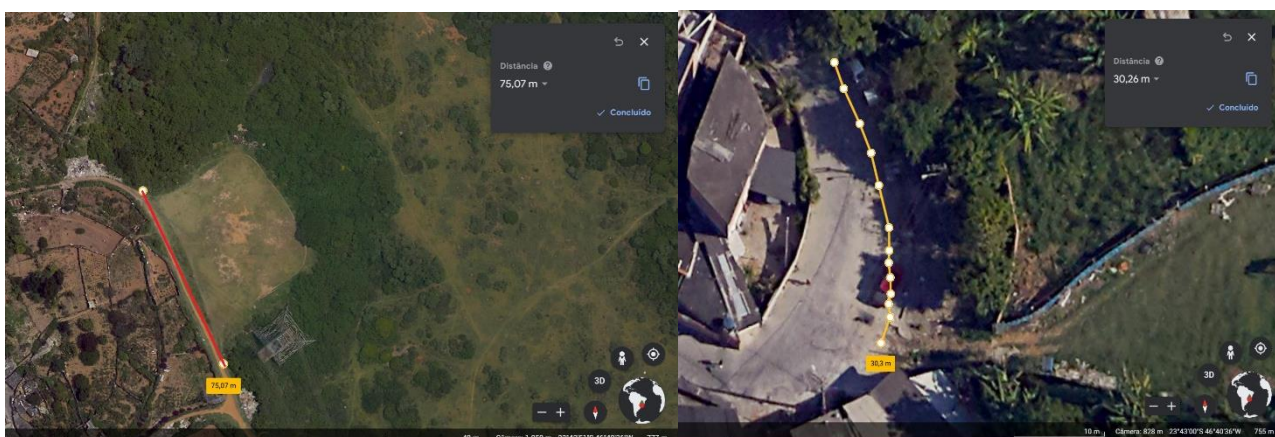 Distância
75,07 m
Concluído
75,07 m
3D
Distância
30,26 m
Concluído
30,3 m
3D
10 m
Câmera: 828 m 23°43'00"S 46°40'36"W 755 m